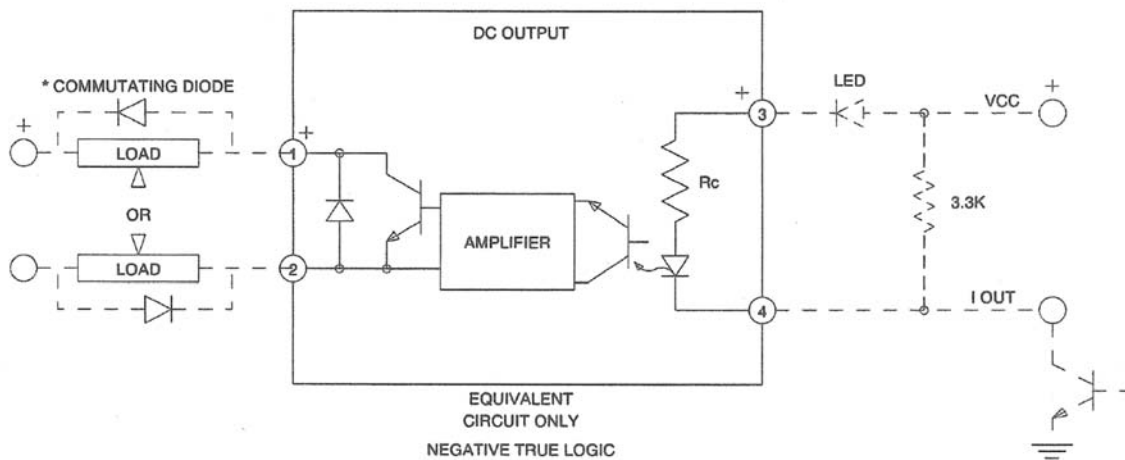 DC OUTPUT
* COMMUTATING DIODE
LED
+
+
+
VCC
3
+
+
1
LOAD
Rc
3.3K
OR
AMPLIFIER
2
LOAD
4
I OUT
EQUIVALENT
CIRCUIT ONLY
NEGATIVE TRUE LOGIC